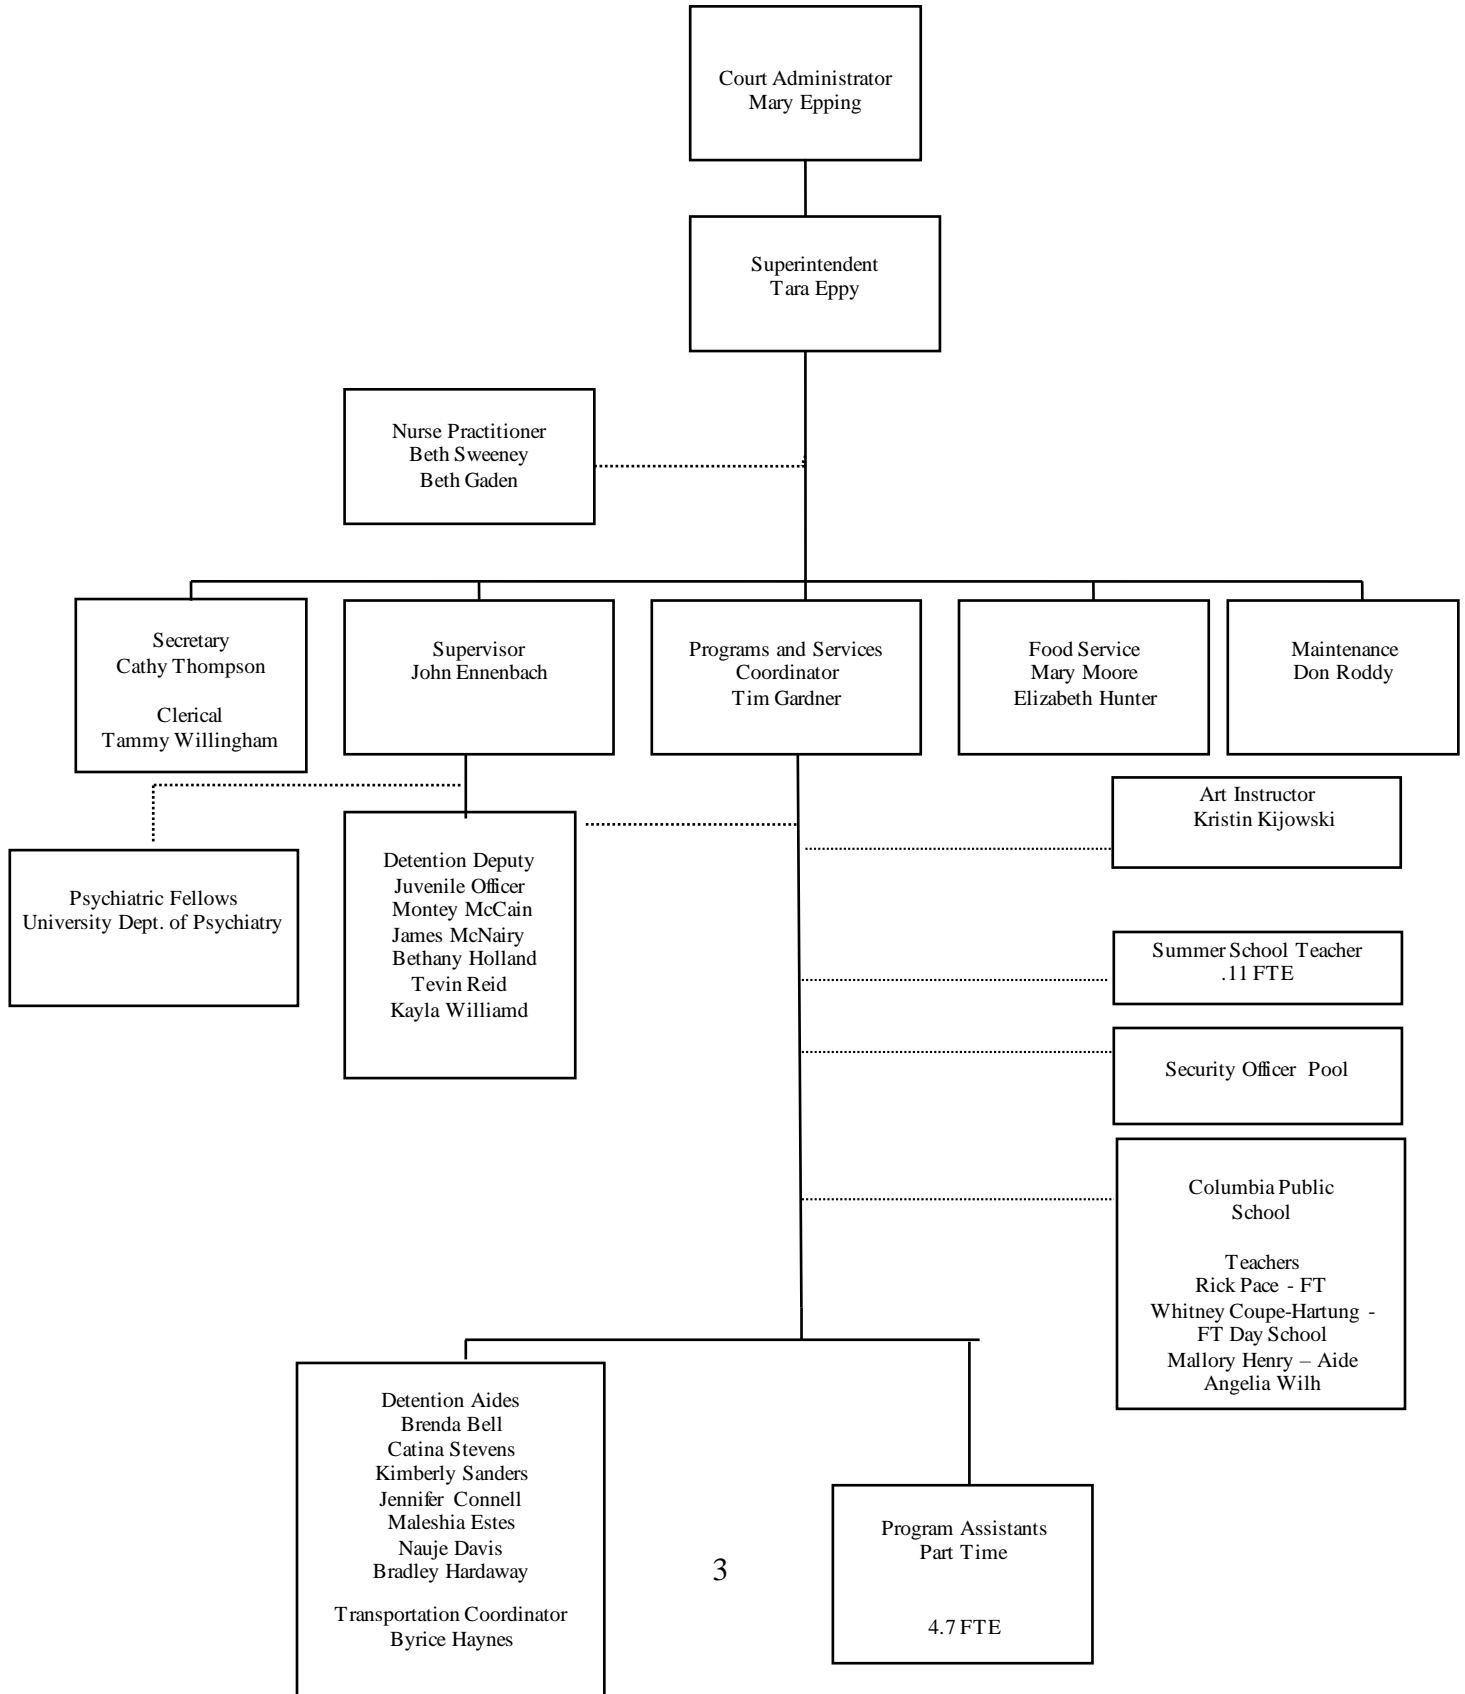 Court Administrator
Mary Epping
Superintendent
Tara Eppy
Nurse Practitioner
Beth Sweeney
Beth Gaden
Secretary
Cathy Thompson
Clerical
Tammy Willingham
Supervisor
John Ennenbach
Programs and Services
Coordinator
Tim Gardner
Food Service
Mary Moore
Elizabeth Hunter
Maintenance
Don Roddy
Psychiatric Fellows
University Dept. of Psychiatry
Detention Deputy
Juvenile Officer
Montey McCain
James McNairy
Bethany Holland
Tevin Reid
Kayla Williamd
Art Instructor
Kristin Kijowski
Summer School Teacher
.11 FTE
Security Officer Pool
Columbia Public
School
Teachers
Rick Pace - FT
Whitney Coupe-Hartung -
FT Day School
Mallory Henry – Aide
Angelia Wilh
Detention Aides
Brenda Bell
Catina Stevens
Kimberly Sanders
Jennifer Connell
Maleshia Estes
Nauje Davis
Bradley Hardaway
Transportation Coordinator
Byrice Haynes
Program Assistants
Part Time
4.7 FTE
3